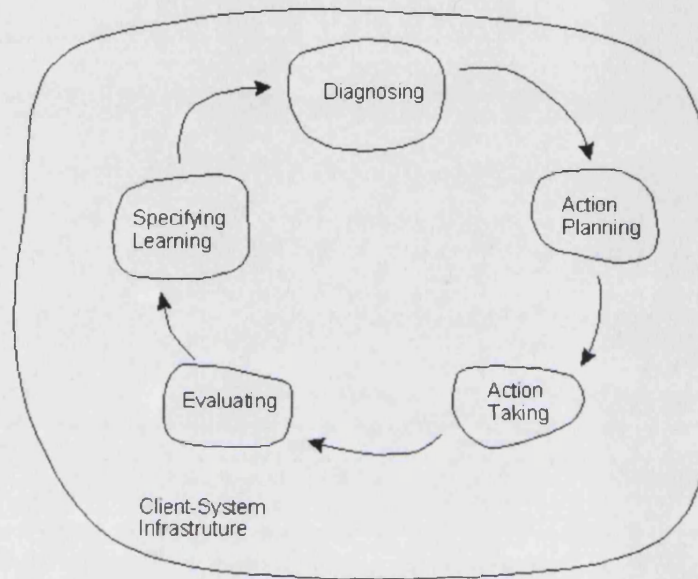 Diagnosing
Action
Planning
Action
Taking
Evaluating
Specifying
Learning
Client-System
Infrastruture